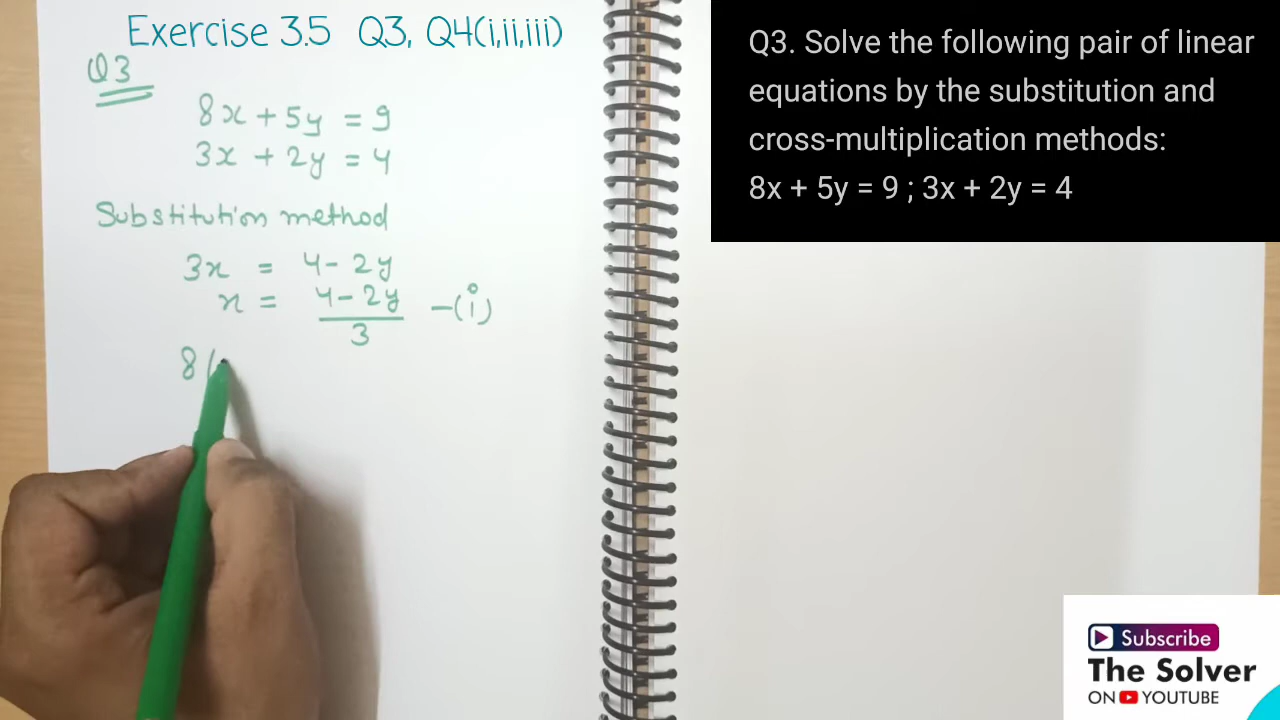 Exercise 3.5 Q3, Q4(i,ii,iii)
Q3
8x + 5y = 9
3x + 2y = 4
Substitution method
3x = 4 - 2y
x = 4 - 2y -(i)
3
8(
Q3. Solve the following pair of linear
equations by the substitution and
cross-multiplication methods:
8x + 5y = 9 ; 3x + 2y = 4
Subscribe
The Solver
ON YOUTUBE